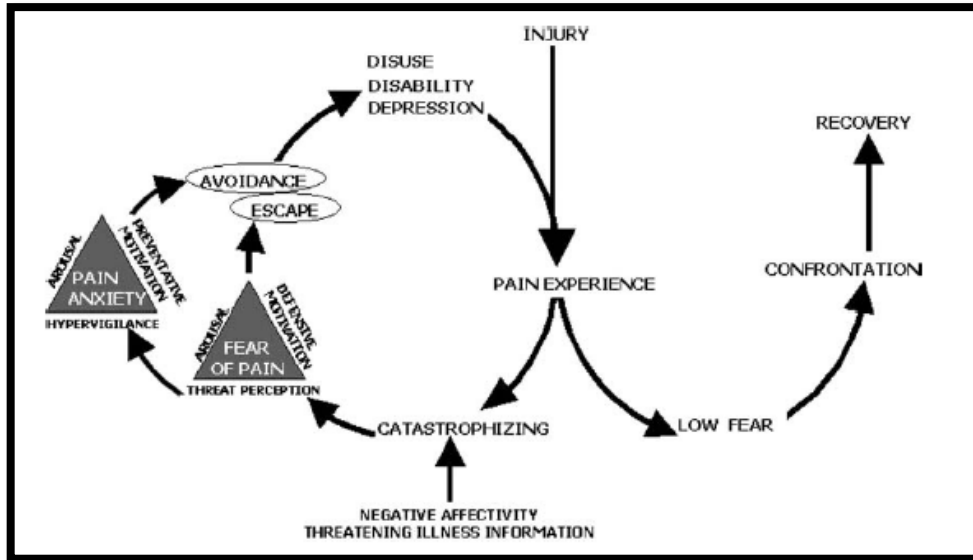 INJURY
DISUSE
DISABILITY
DEPRESSION
RECOVERY
AVOIDANCE
ESCAPE
AROUSAL
PREVENTATIVE
MOTIVATION
PAIN
ANXIETY
HYPERVIGILANCE
AROUSAL
DEFENSIVE
MOTIVATION
FEAR
OF PAIN
THREAT PERCEPTION
PAIN EXPERIENCE
CONFRONTATION
CATASTROPHIZING
LOW FEAR
NEGATIVE AFFECTIVITY
THREATENING ILLNESS INFORMATION